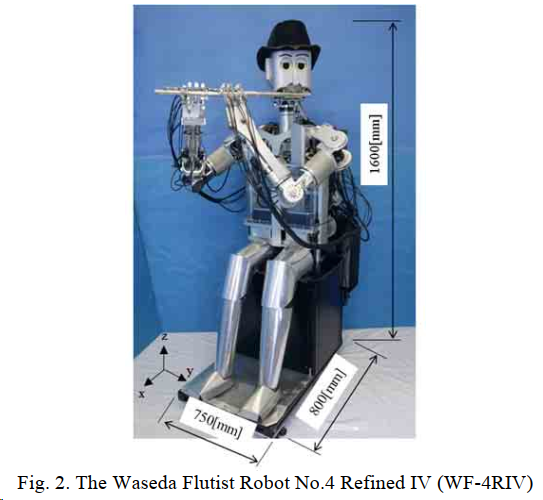 1600[mm]
z
y
x
750[mm]
800[mm]
Fig. 2. The Waseda Flutist Robot No.4 Refined IV (WF-4RIV)